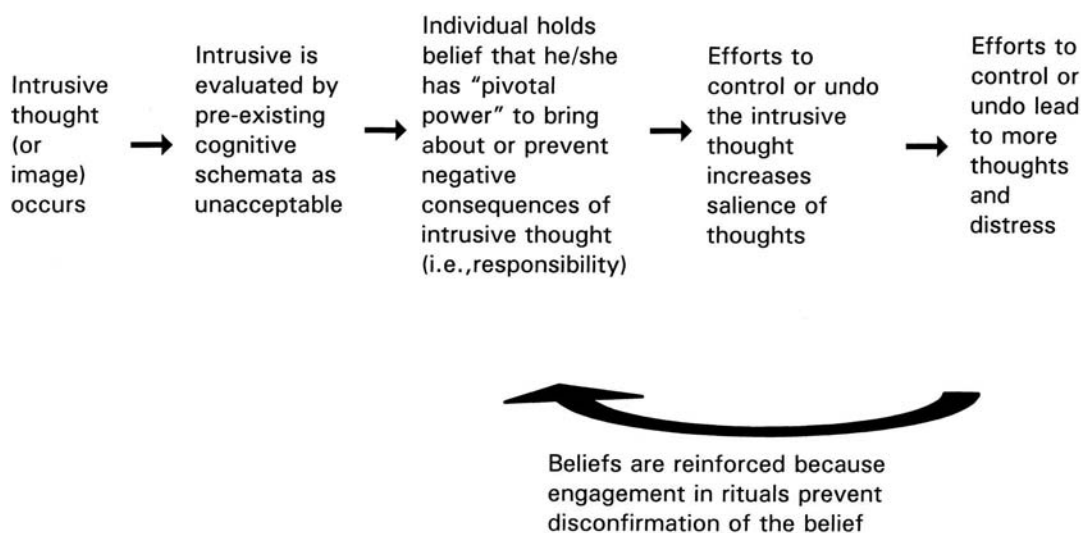 Intrusive
thought
(or
image)
occurs
Intrusive is
evaluated by
pre-existing
cognitive
schemata as
unacceptable
Individual holds
belief that he/she
has “pivotal
power” to bring
about or prevent
negative
consequences of
intrusive thought
(i.e.,responsibility)
Efforts to
control or undo
the intrusive
thought
increases
salience of
thoughts
Efforts to
control or
undo lead
to more
thoughts
and
distress
Beliefs are reinforced because
engagement in rituals prevent
disconfirmation of the belief